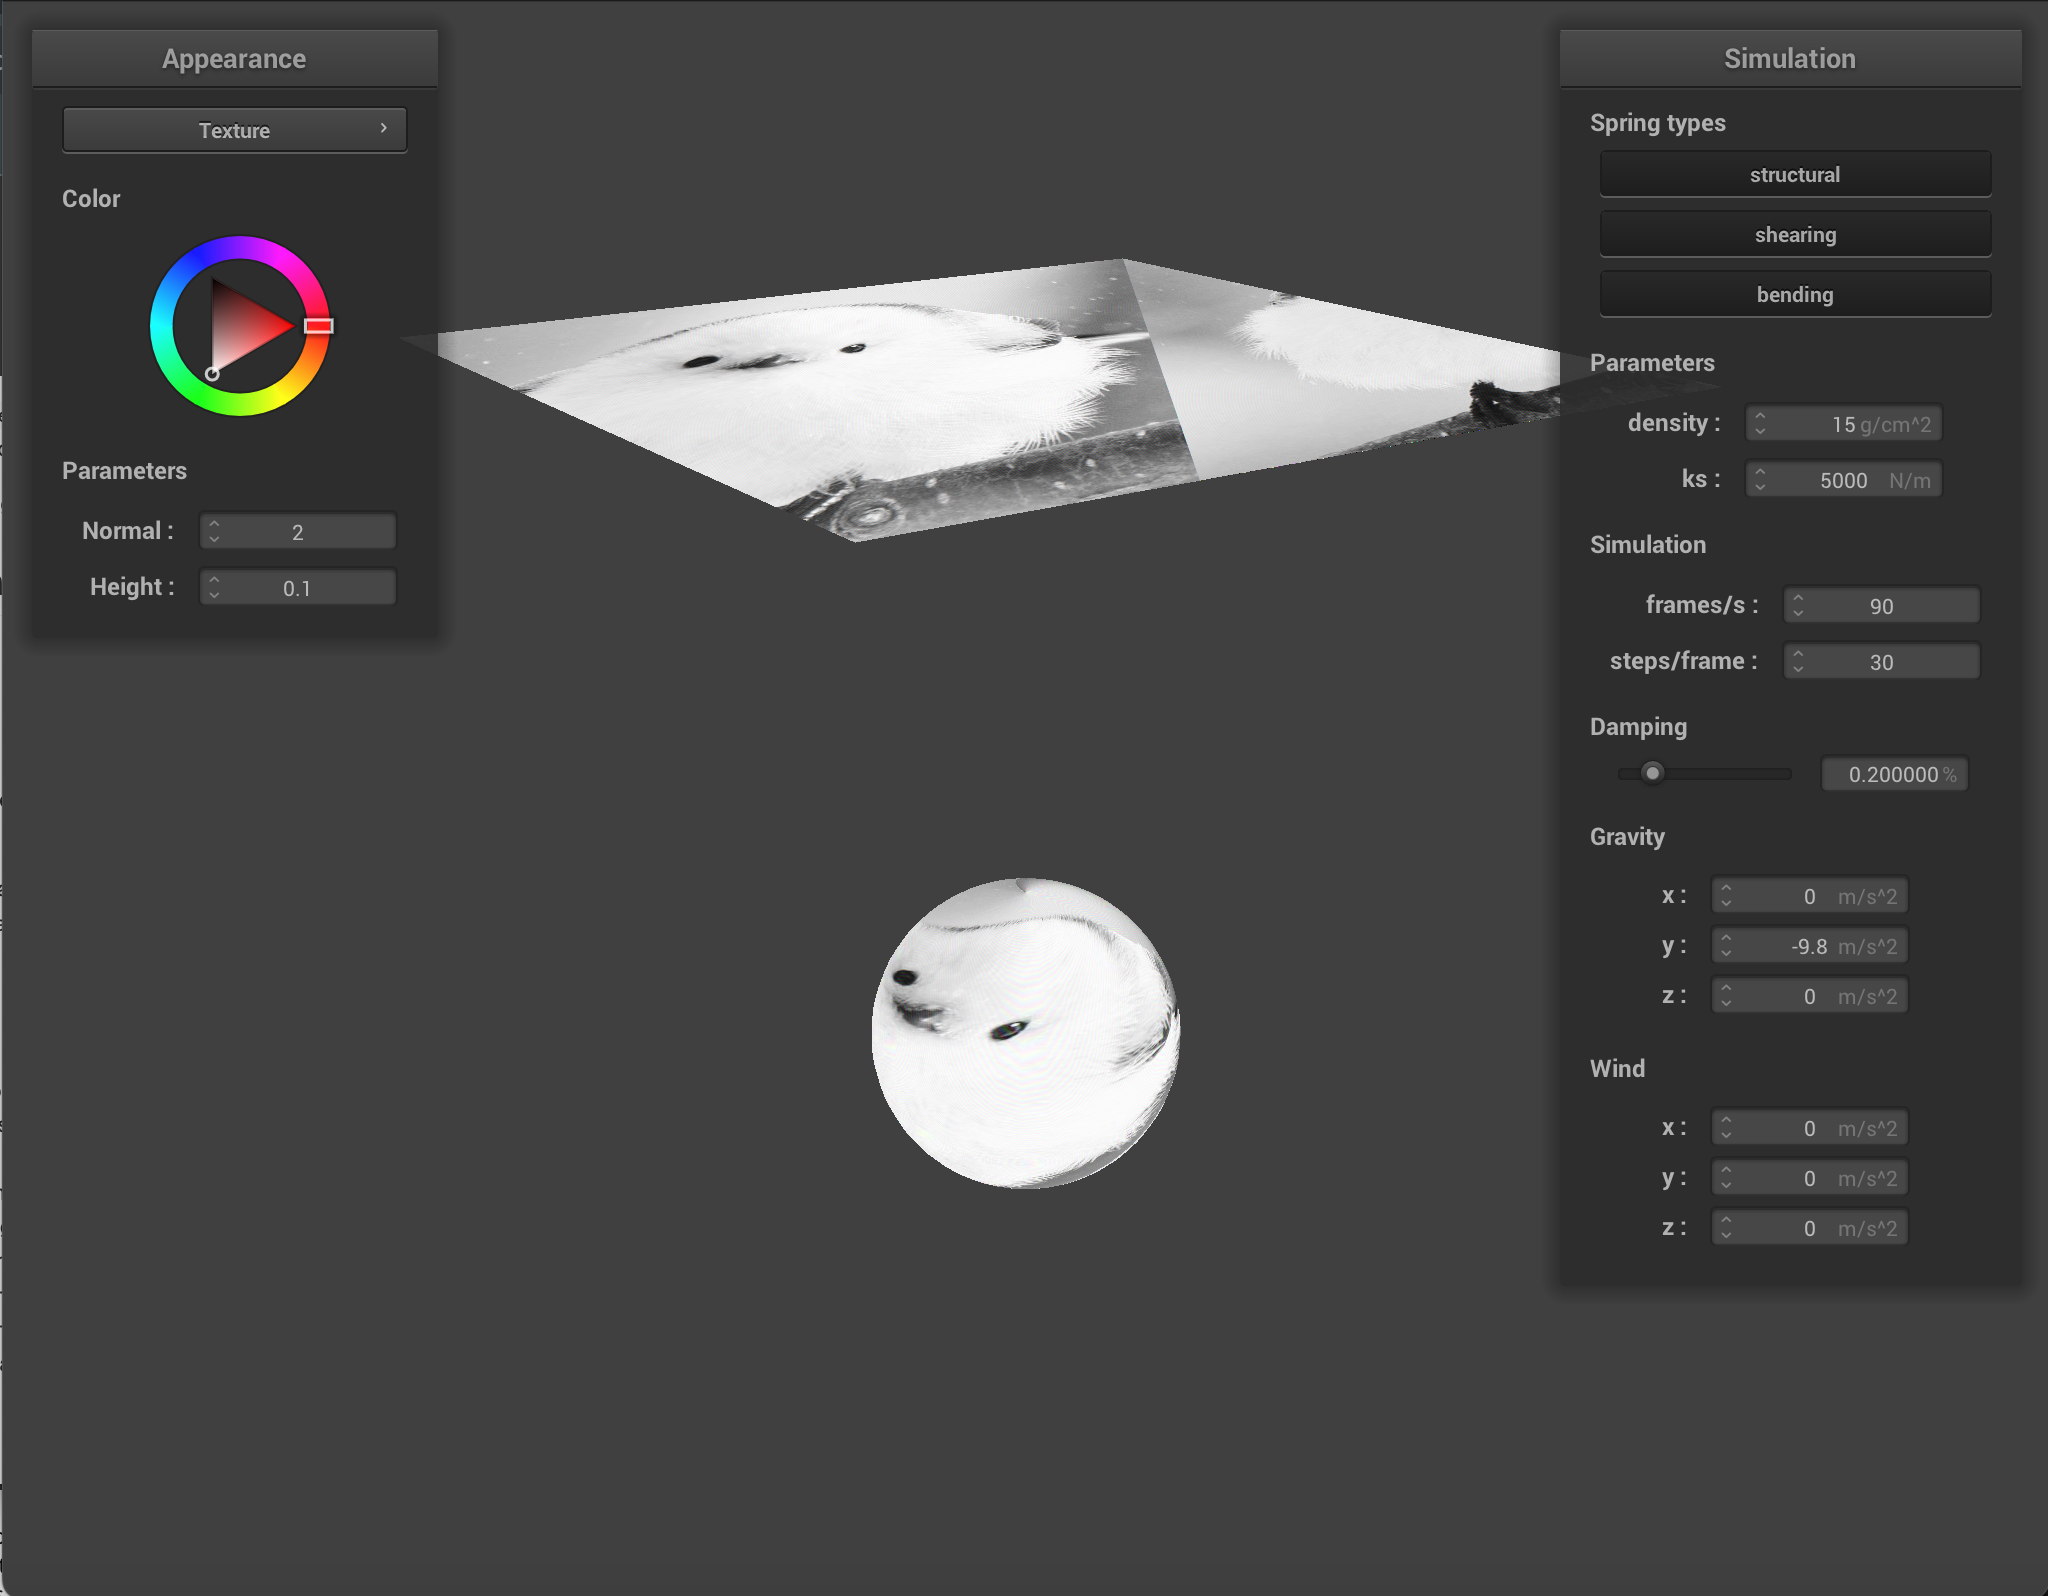 Appearance
Texture
Color
Parameters
Normal : 2
Height : 0.1
Simulation
Spring types
structural
shearing
bending
Parameters
density : 15 g/cm^2
ks : 5000 N/m
Simulation
frames/s : 90
steps/frame : 30
Damping
0.200000 %
Gravity
x : 0 m/s^2
y : -9.8 m/s^2
z : 0 m/s^2
Wind
x : 0 m/s^2
y : 0 m/s^2
z : 0 m/s^2